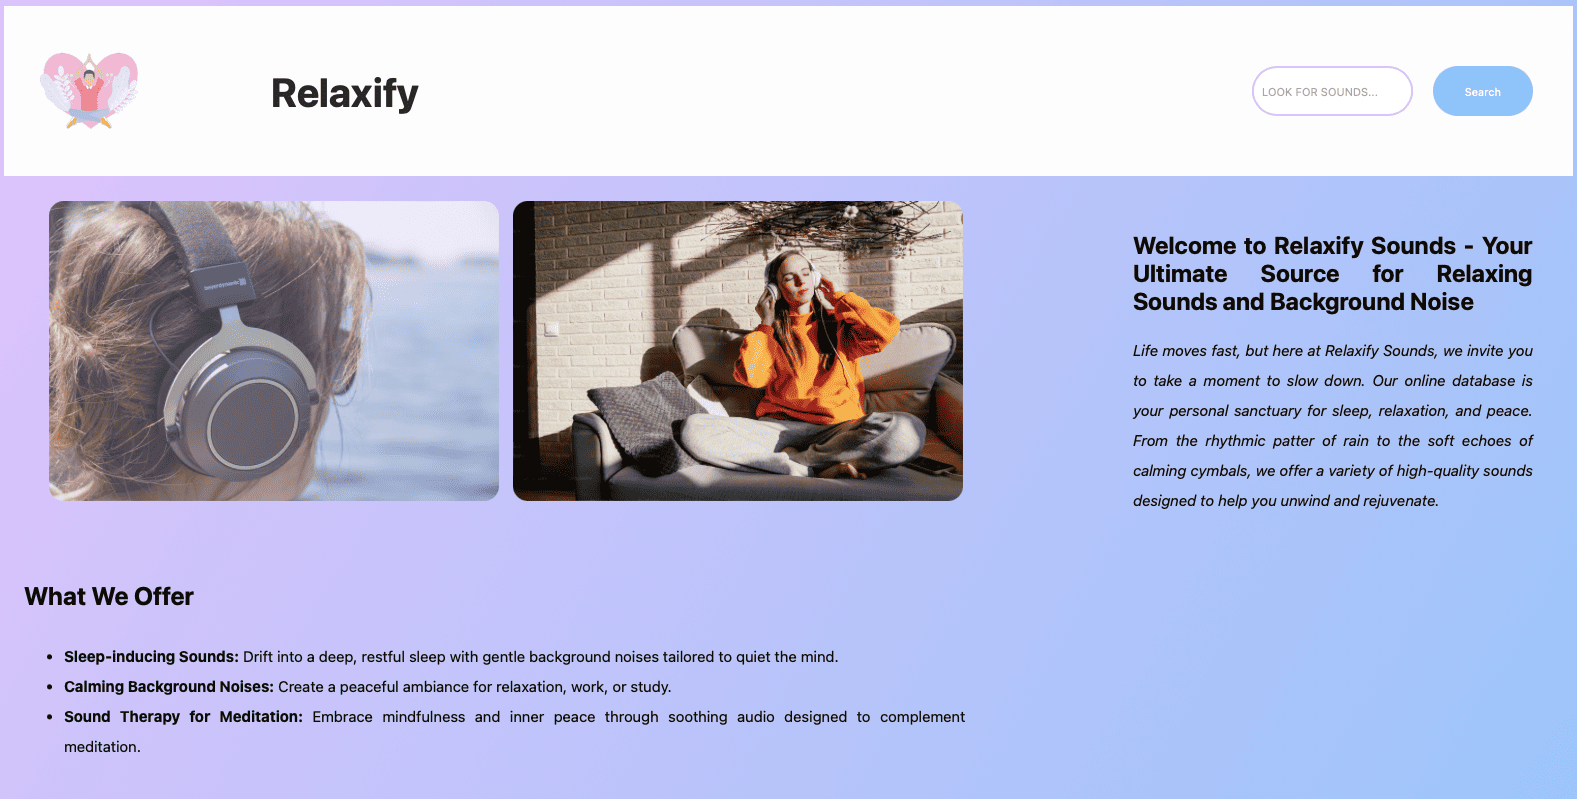 Relaxify
LOOK FOR SOUNDS...
Search
Welcome to Relaxify Sounds - Your
Ultimate Source for Relaxing
Sounds and Background Noise
Life moves fast, but here at Relaxify Sounds, we invite you
to take a moment to slow down. Our online database is
your personal sanctuary for sleep, relaxation, and peace.
From the rhythmic patter of rain to the soft echoes of
calming cymbals, we offer a variety of high-quality sounds
designed to help you unwind and rejuvenate.
What We Offer
• Sleep-inducing Sounds: Drift into a deep, restful sleep with gentle background noises tailored to quiet the mind.
• Calming Background Noises: Create a peaceful ambiance for relaxation, work, or study.
• Sound Therapy for Meditation: Embrace mindfulness and inner peace through soothing audio designed to complement
meditation.